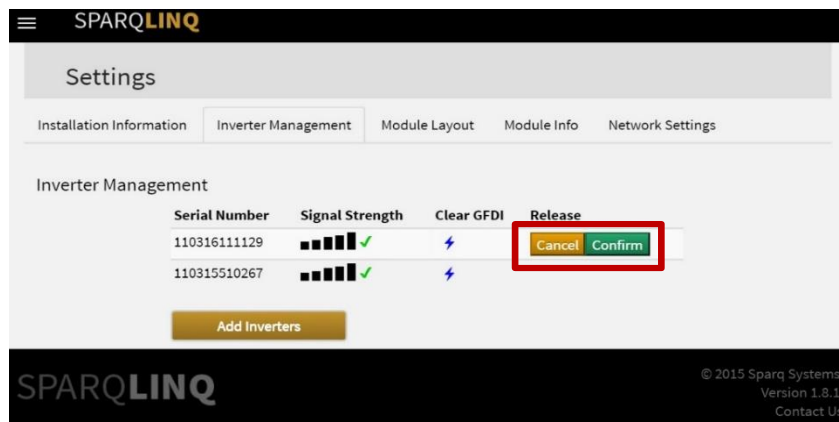 SPARQLINQ
Settings
Installation Information Inverter Management Module Layout Module Info Network Settings
Inverter Management
Serial Number Signal Strength Clear GFDI Release
110316111129 Cancel Confirm
110315510267
Add Inverters
SPARQLINQ
© 2015 Sparq Systems
Version 1.8.1
Contact Us